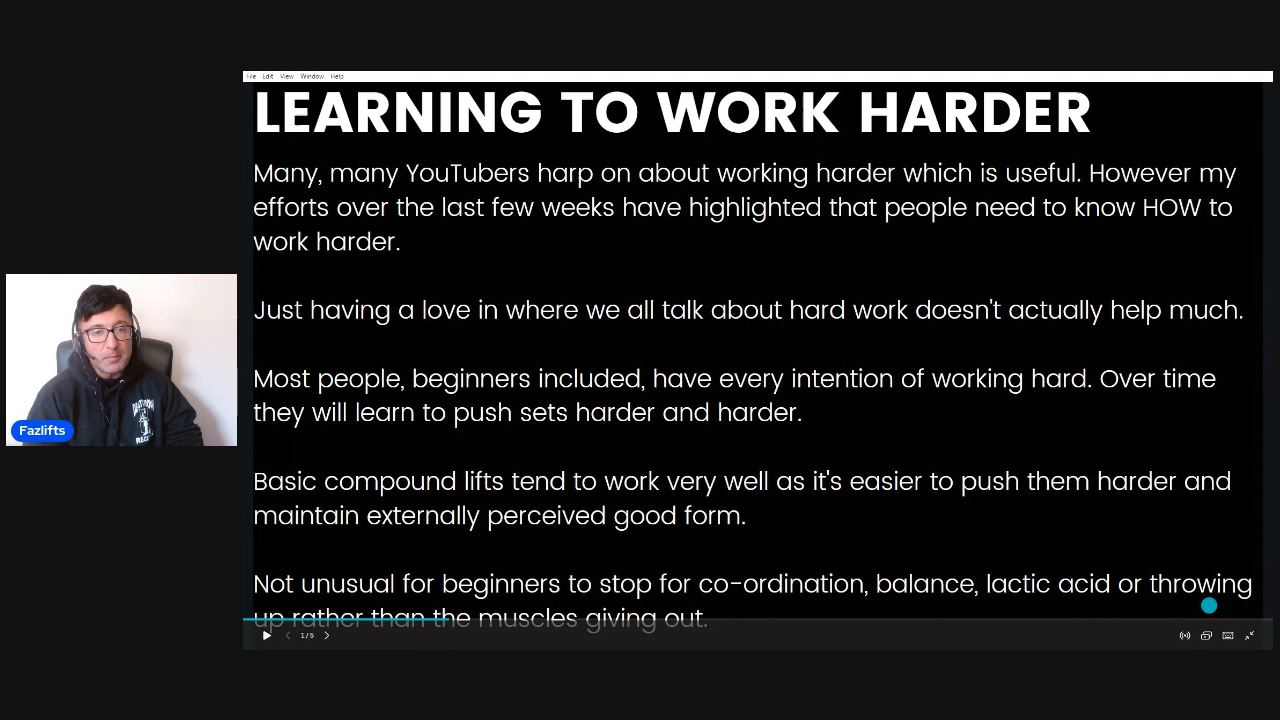 File Edit View Window Help
LEARNING TO WORK HARDER
Many, many YouTubers harp on about working harder which is useful. However my
efforts over the last few weeks have highlighted that people need to know HOW to
work harder.
Just having a love in where we all talk about hard work doesn't actually help much.
Most people, beginners included, have every intention of working hard. Over time
they will learn to push sets harder and harder.
Basic compound lifts tend to work very well as it's easier to push them harder and
maintain externally perceived good form.
Not unusual for beginners to stop for co-ordination, balance, lactic acid or throwing
up rather than the muscles giving out.
1/5
Fazlifts